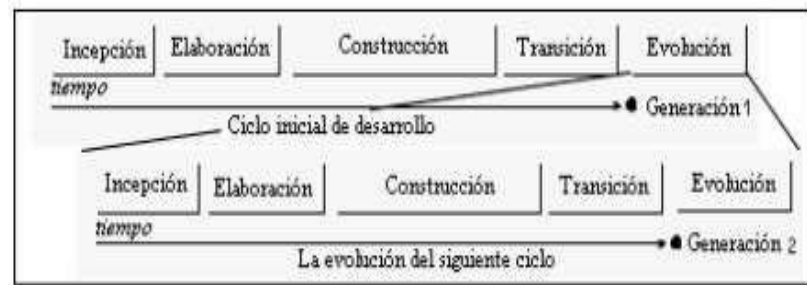 Incepción Elaboración Construcción Transición Evolución
tiempo
Generación 1
Ciclo inicial de desarrollo
Incepción Elaboración Construcción Transición Evolución
tiempo
Generación 2
La evolución del siguiente ciclo